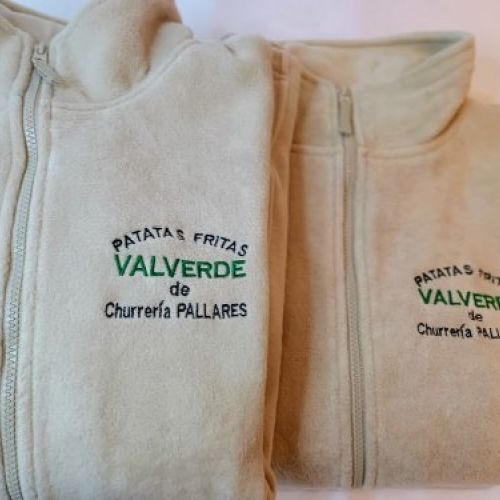 PATATAS FRITAS
VALVERDE
de
Churrería PALLARES
PATATAS
de
Churrería